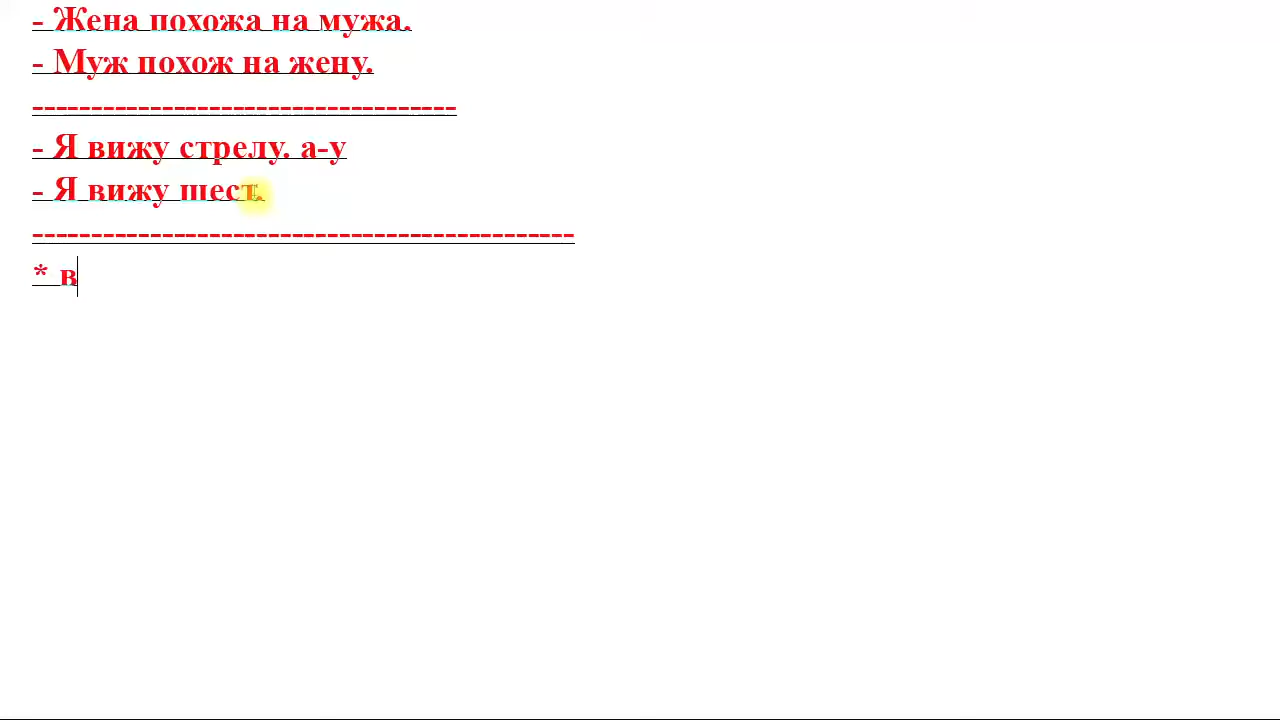 - Жена похожа на мужа.
- Муж похож на жену.
------------------------------------
- Я вижу стрелу. а-у
- Я вижу шест.
----------------------------------------------
* в